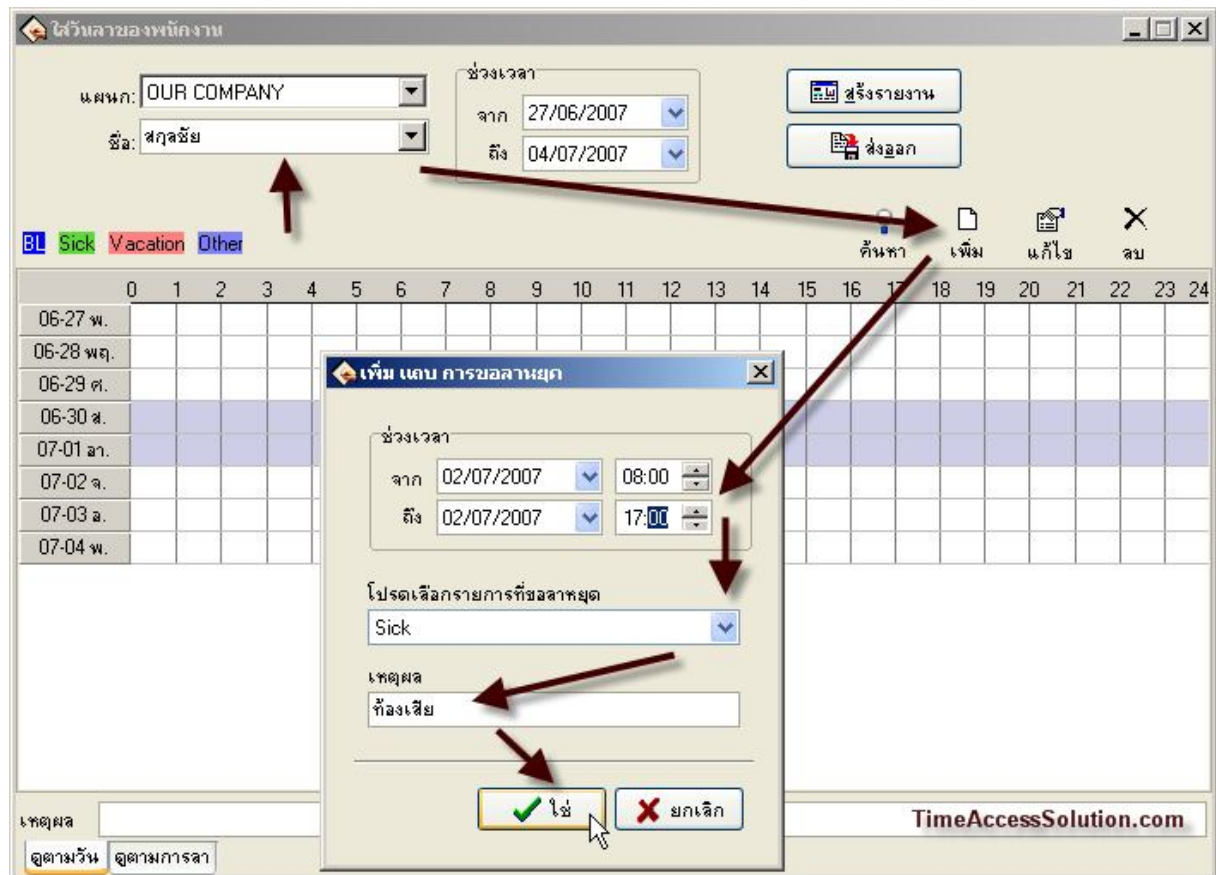 ใส่วันลาของพนักงาน
แผนก: OUR COMPANY
ชื่อ: สกุลชัย
ช่วงเวลา
จาก 27/06/2007
ถึง 04/07/2007
สร้างรายงาน
ส่งออก
BL Sick Vacation Other
ค้นหา เพิ่ม แก้ไข ลบ
0 1 2 3 4 5 6 7 8 9 10 11 12 13 14 15 16 17 18 19 20 21 22 23 24
06-27 พ.
06-28 พฤ.
06-29 ศ.
06-30 ส.
07-01 อา.
07-02 จ.
07-03 อ.
07-04 พ.
เพิ่ม แถบ การขอลาหยุด
ช่วงเวลา
จาก 02/07/2007 08:00
ถึง 02/07/2007 17:00
โปรดเลือกรายการที่ขอลาหยุด
Sick
เหตุผล
ท้องเสีย
ใช่ ยกเลิก
เหตุผล
TimeAccessSolution.com
ดูตามวัน ดูตามการลา